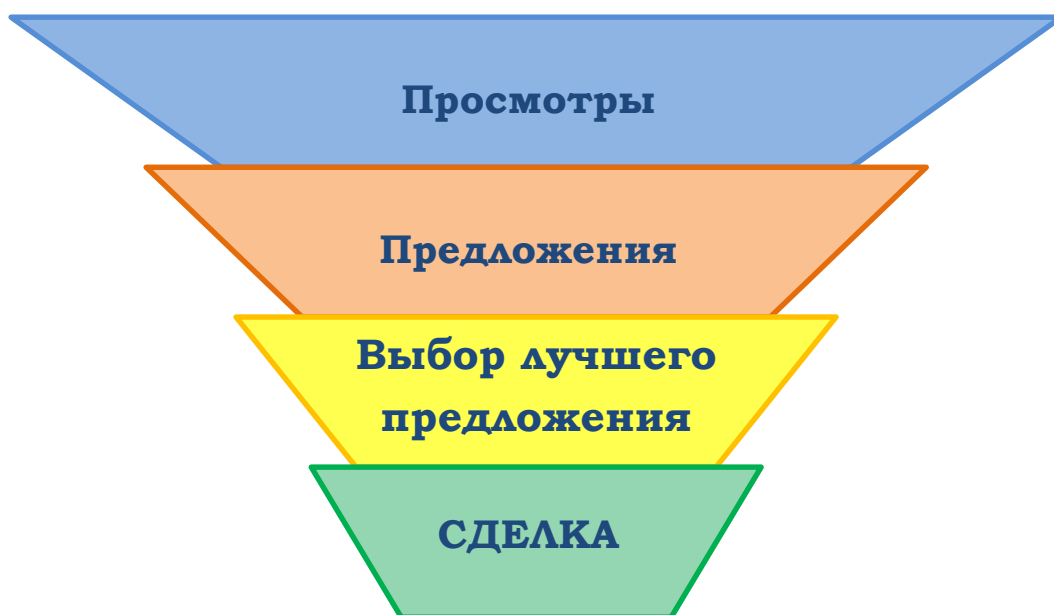 Просмотры
Предложения
Выбор лучшего
предложения
СДЕЛКА